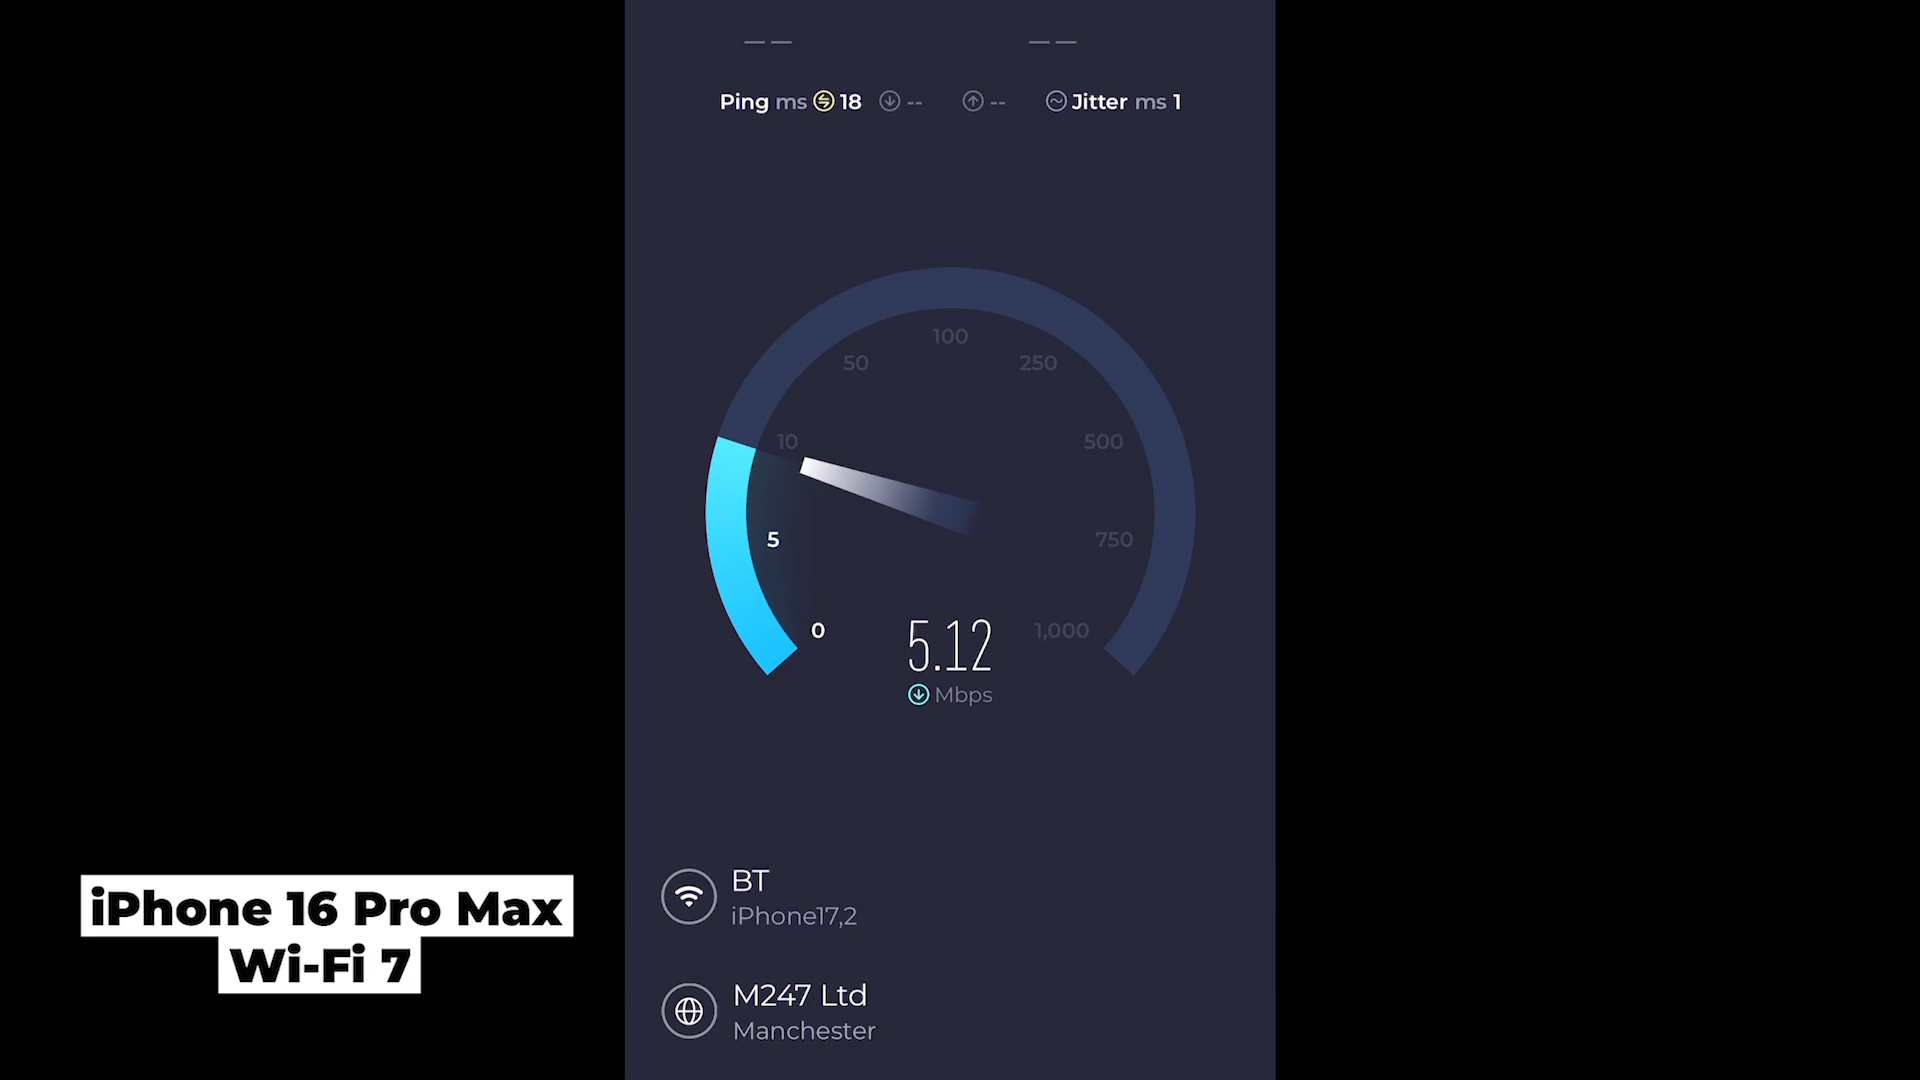 — — — —
Ping ms 18 -- -- Jitter ms 1
100
50 250
10 500
5 750
0 1,000
5.12
Mbps
BT
iPhone17,2
M247 Ltd
Manchester
iPhone 16 Pro Max
Wi-Fi 7